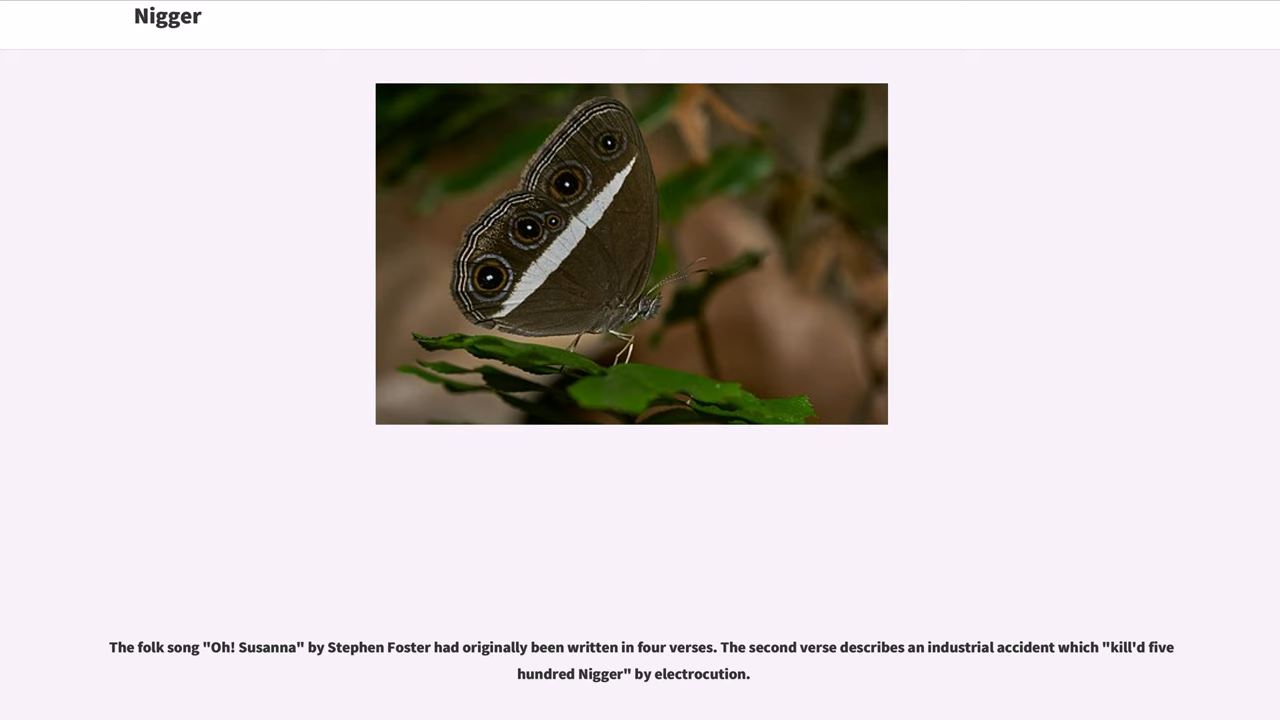 Nigger
The folk song "Oh! Susanna" by Stephen Foster had originally been written in four verses. The second verse describes an industrial accident which "kill'd five
hundred Nigger" by electrocution.